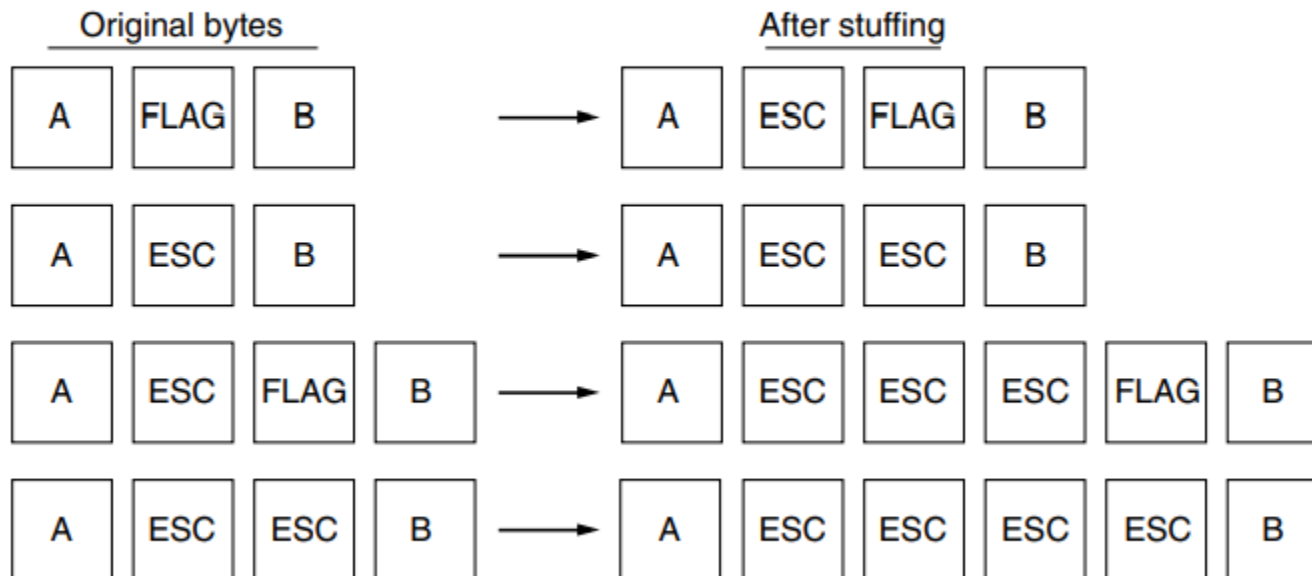 Original bytes After stuffing
A FLAG B A ESC FLAG B
A ESC B A ESC ESC B
A ESC FLAG B A ESC ESC ESC FLAG B
A ESC ESC B A ESC ESC ESC ESC B